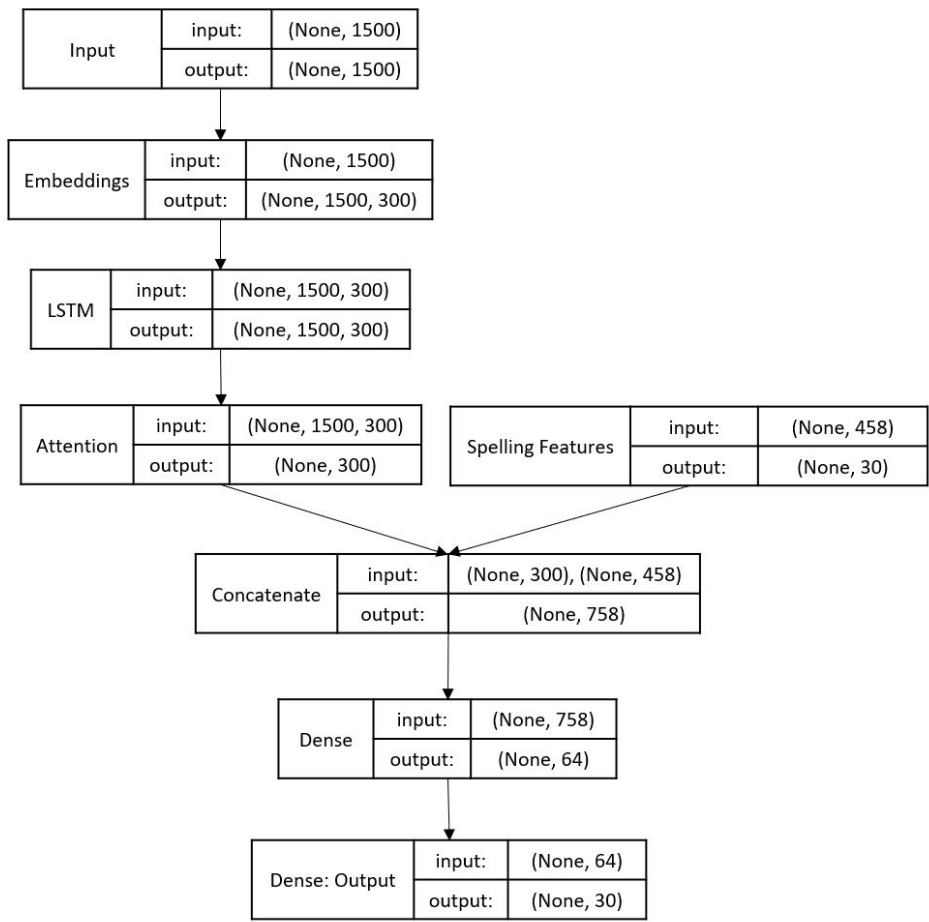 Input
input: (None, 1500)
output: (None, 1500)
Embeddings
input: (None, 1500)
output: (None, 1500, 300)
LSTM
input: (None, 1500, 300)
output: (None, 1500, 300)
Attention
input: (None, 1500, 300)
output: (None, 300)
Spelling Features
input: (None, 458)
output: (None, 30)
Concatenate
input: (None, 300), (None, 458)
output: (None, 758)
Dense
input: (None, 758)
output: (None, 64)
Dense: Output
input: (None, 64)
output: (None, 30)